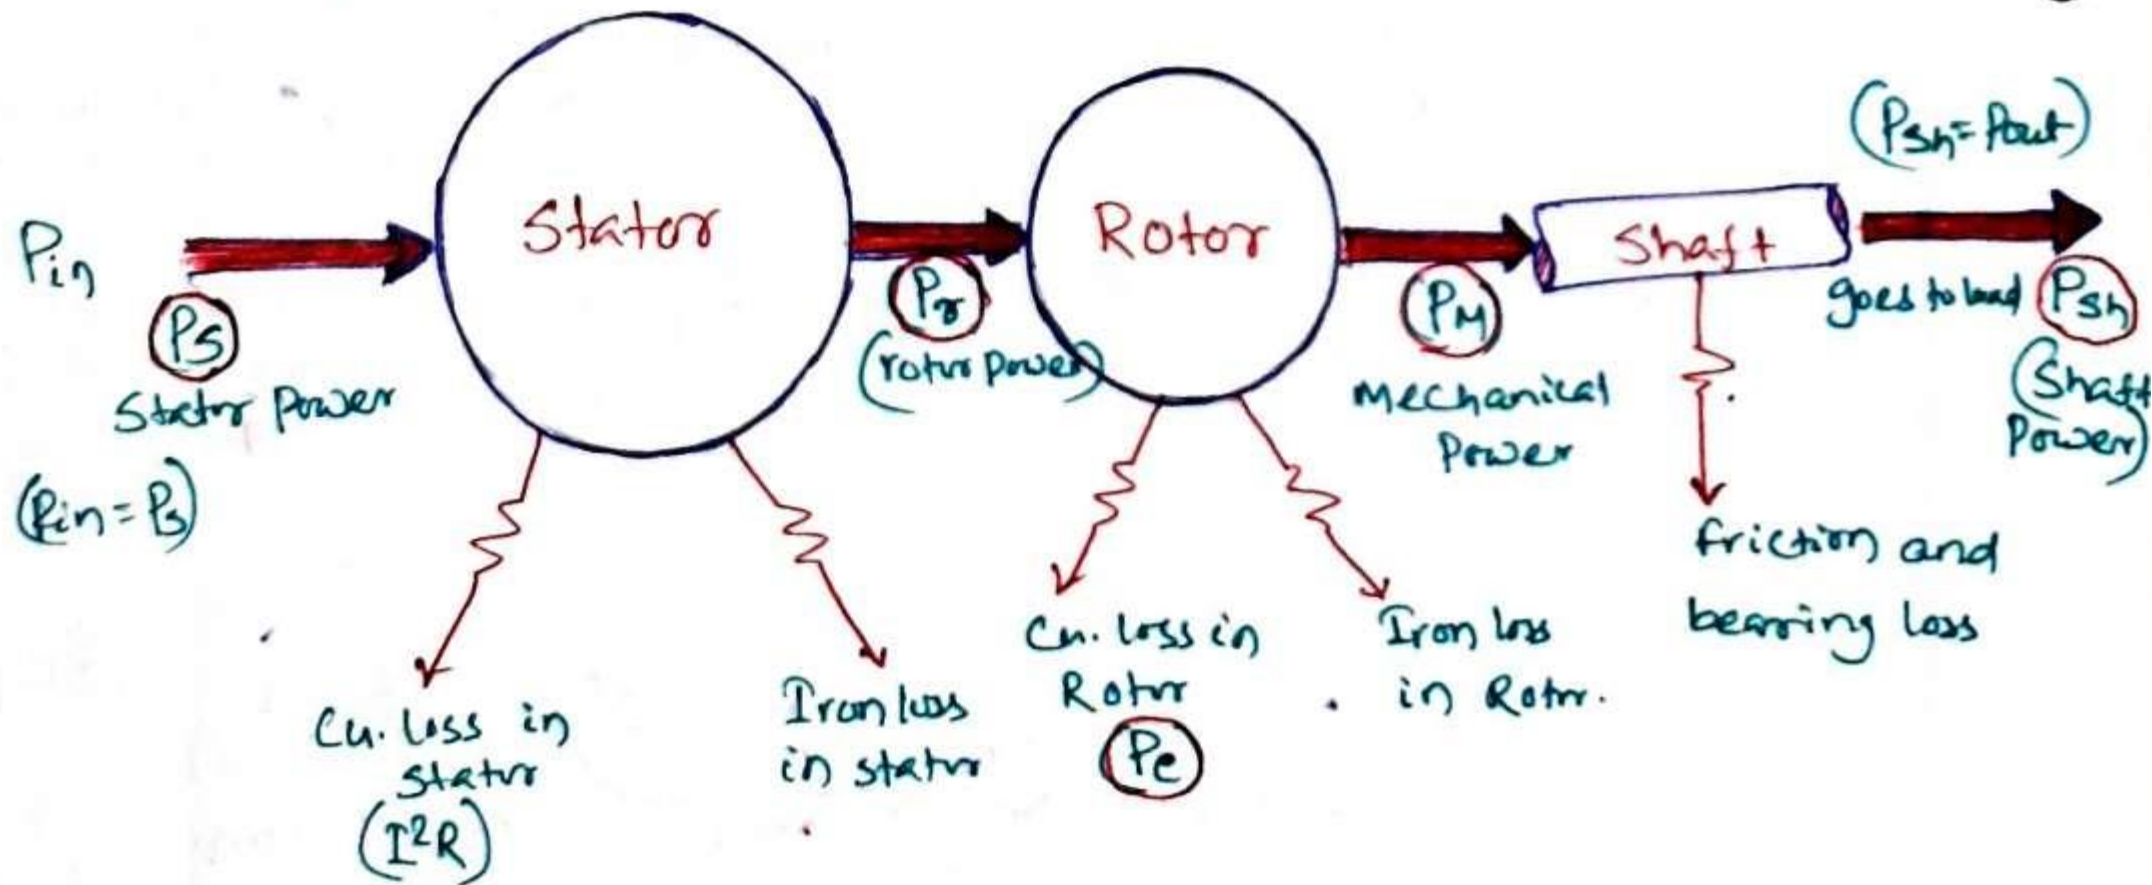 Pin
Ps
Stator Power
(Pin = Ps)
Stator
Cu. loss in
stator
(I²R)
Iron loss
in stator
Pr
(rotor power)
Rotor
Cu. loss in
Rotor
Pc
Iron loss
in Rotor.
PM
Mechanical
Power
Shaft
friction and
bearing loss
(Psh = Pout)
goes to load
Psh
(Shaft
Power)